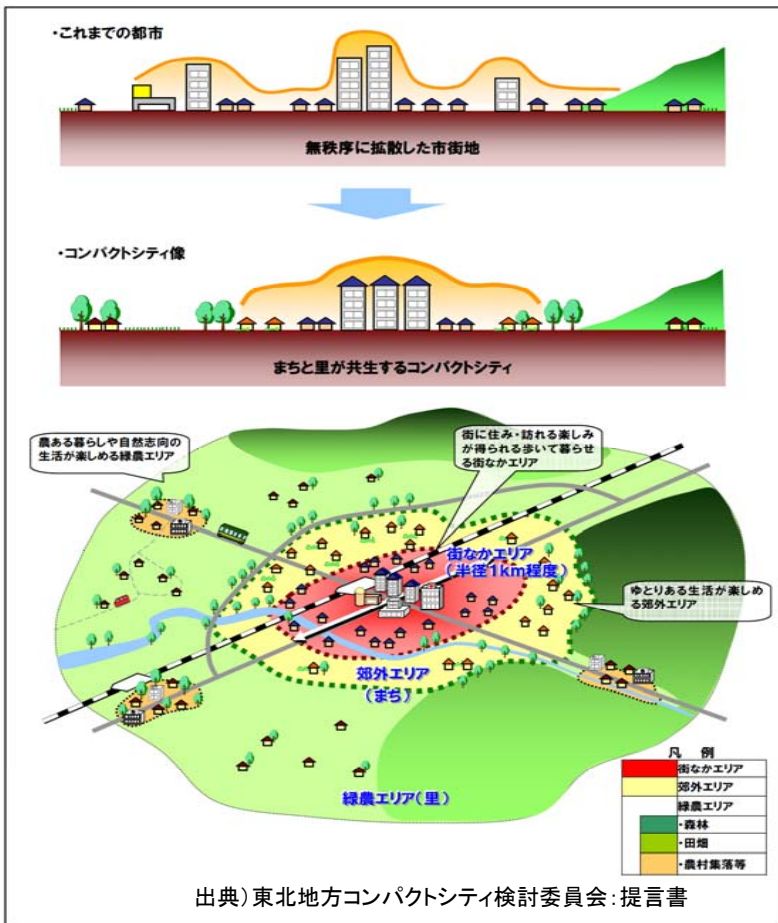 ・これまでの都市
無秩序に拡散した市街地
・コンパクトシティ像
まちと里が共生するコンパクトシティ
農ある暮らしや自然志向の
生活が楽しめる緑農エリア
街に住み・訪れる楽しみ
が得られる歩いて暮らせ
る街なかエリア
街なかエリア
(半径1km程度)
ゆとりある生活が楽しめ
る郊外エリア
郊外エリア
(まち)
緑農エリア(里)
凡 例
街なかエリア
郊外エリア
緑農エリア
・森林
・田畑
・農村集落等
出典)東北地方コンパクトシティ検討委員会:提言書